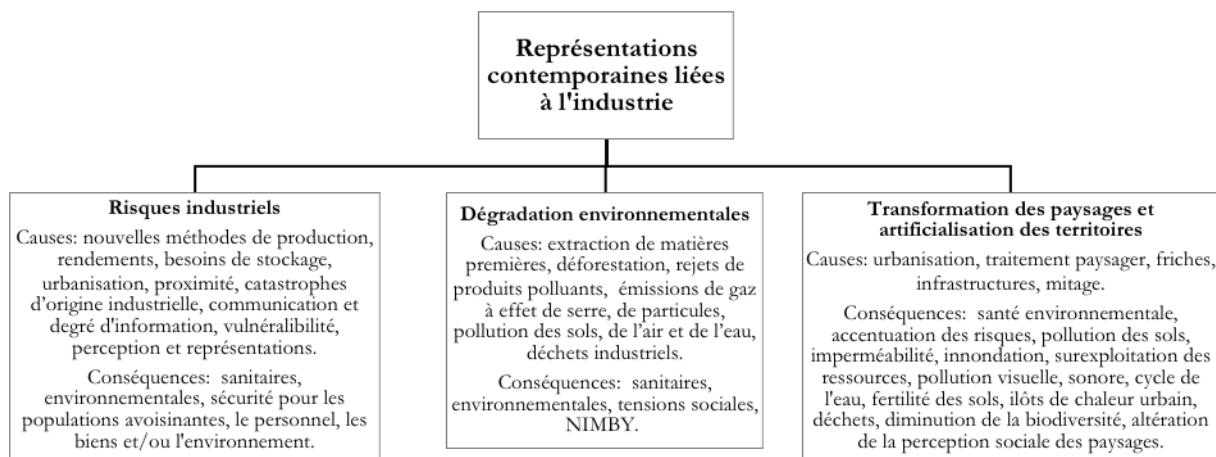 Représentations
contemporaines liées
à l'industrie
Risques industriels
Causes: nouvelles méthodes de production,
rendements, besoins de stockage,
urbanisation, proximité, catastrophes
d'origine industrielle, communication et
degré d'information, vulnéralibilité,
perception et représentations.
Conséquences: sanitaires,
environnementales, sécurité pour les
populations avoisinantes, le personnel, les
biens et/ou l'environnement.
Dégradation environnementales
Causes: extraction de matières
premières, déforestation, rejets de
produits polluants, émissions de gaz
à effet de serre, de particules,
pollution des sols, de l'air et de l'eau,
déchets industriels.
Conséquences: sanitaires,
environnementales, tensions sociales,
NIMBY.
Transformation des paysages et
artificialisation des territoires
Causes: urbanisation, traitement paysager, friches,
infrastructures, mitage.
Conséquences: santé environnementale,
accentuation des risques, pollution des sols,
imperméabilité, innondation, surexploitation des
ressources, pollution visuelle, sonore, cycle de
l'eau, fertilité des sols, ilôts de chaleur urbain,
déchets, diminution de la biodiversité, altération
de la perception sociale des paysages.